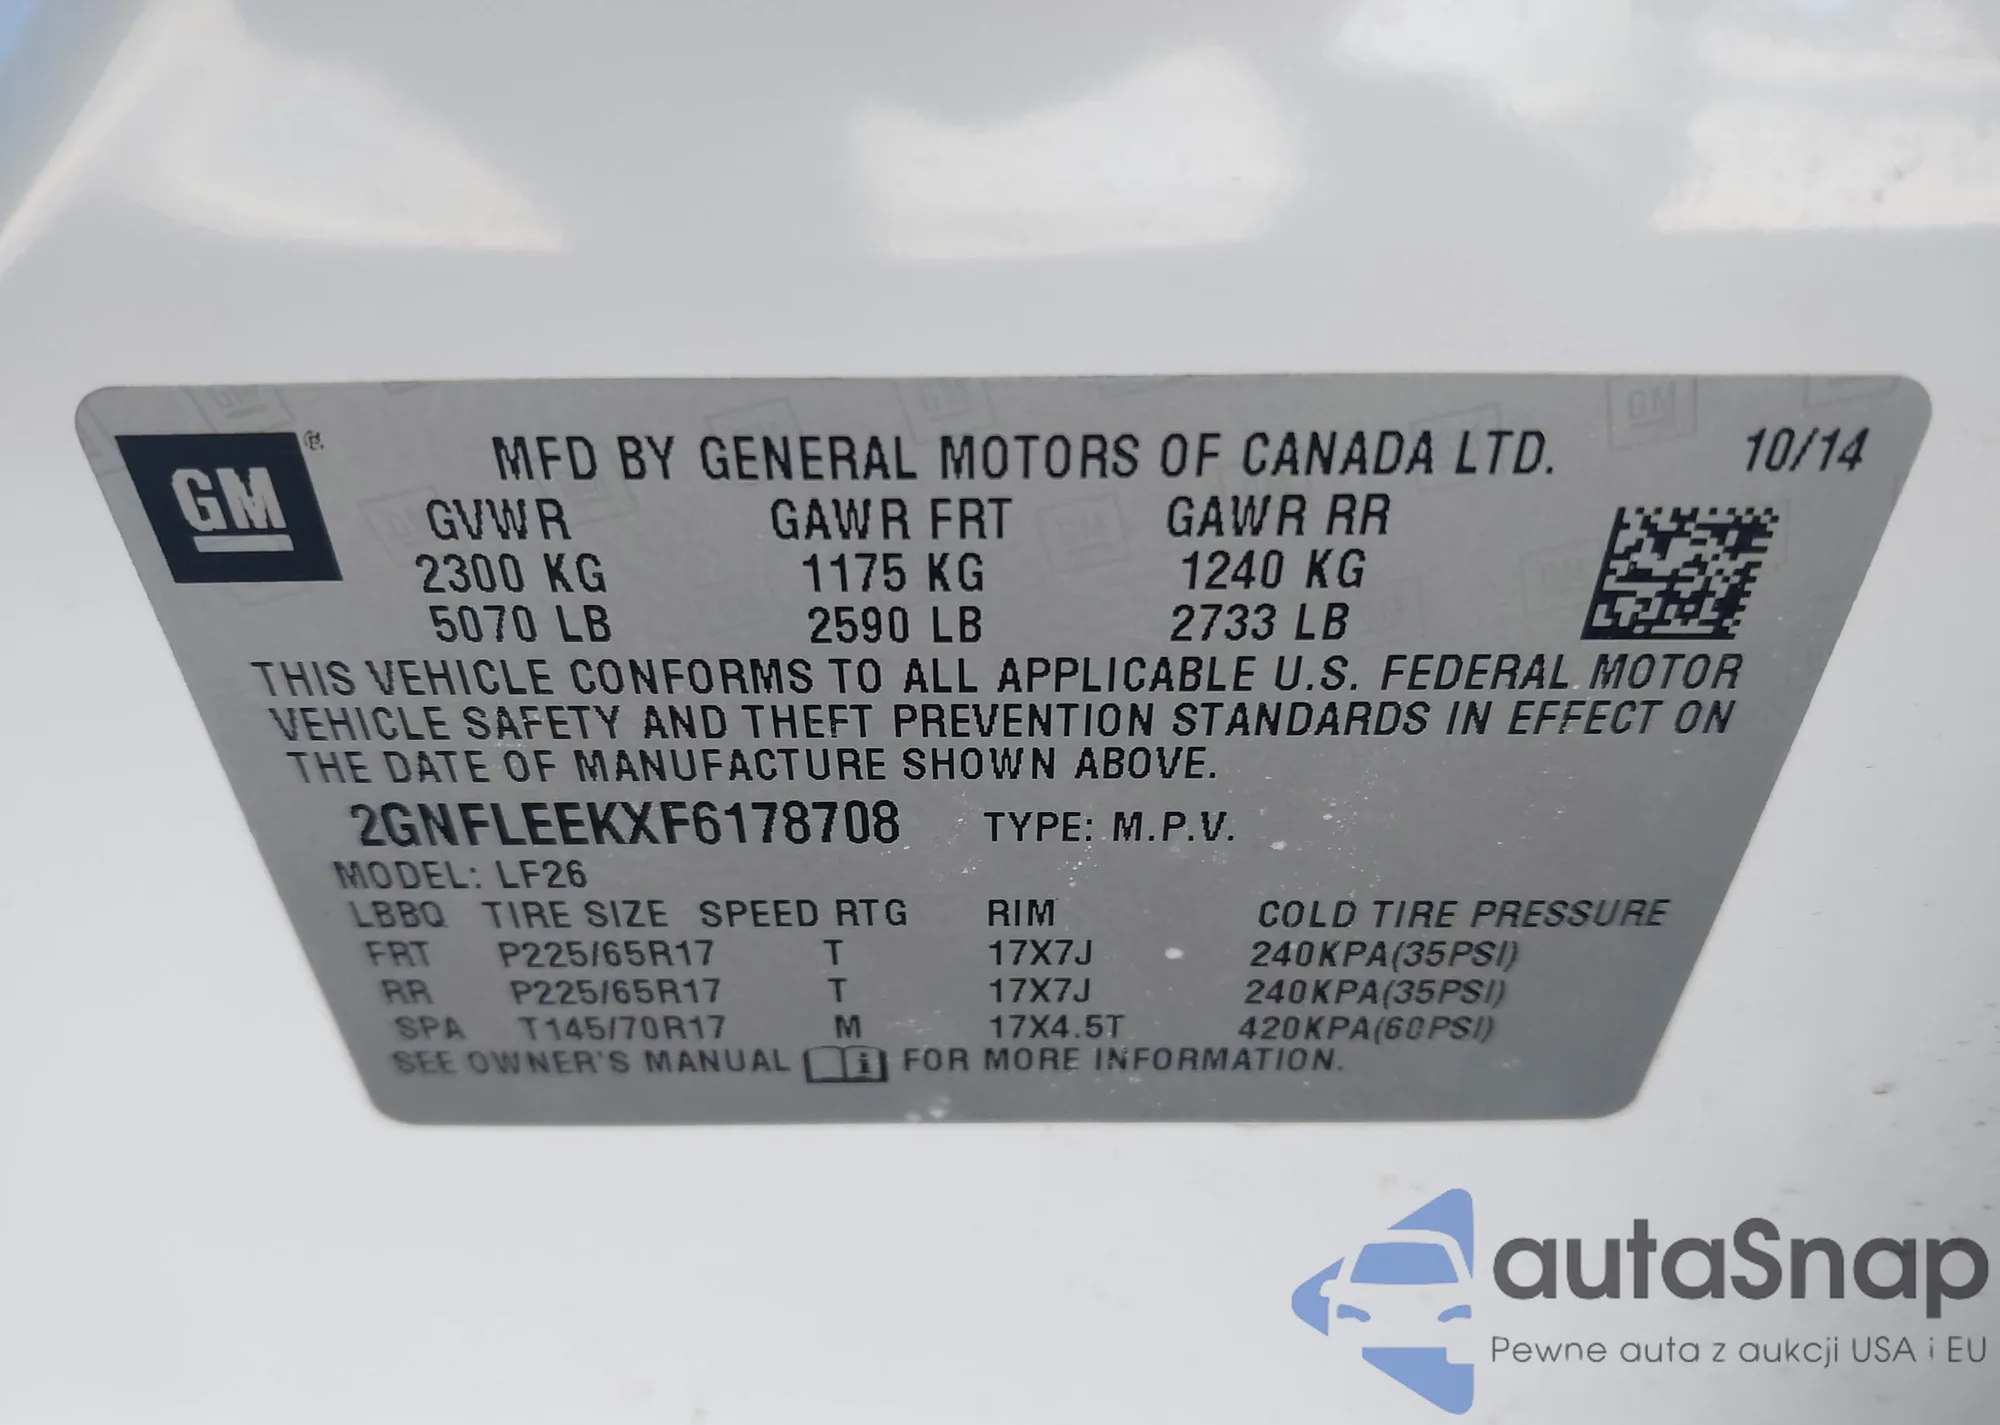 GM ®
MFD BY GENERAL MOTORS OF CANADA LTD. 10/14
GVWR GAWR FRT GAWR RR
2300 KG 1175 KG 1240 KG
5070 LB 2590 LB 2733 LB
THIS VEHICLE CONFORMS TO ALL APPLICABLE U.S. FEDERAL MOTOR
VEHICLE SAFETY AND THEFT PREVENTION STANDARDS IN EFFECT ON
THE DATE OF MANUFACTURE SHOWN ABOVE.
2GNFLEEKXF6178708 TYPE: M.P.V.
MODEL: LF26
LBBQ TIRE SIZE SPEED RTG RIM COLD TIRE PRESSURE
FRT P225/65R17 T 17X7J 240KPA(35PSI)
RR P225/65R17 T 17X7J 240KPA(35PSI)
SPA T145/70R17 M 17X4.5T 420KPA(60PSI)
SEE OWNER'S MANUAL i FOR MORE INFORMATION.
autaSnap
Pewne auta z aukcji USA i EU